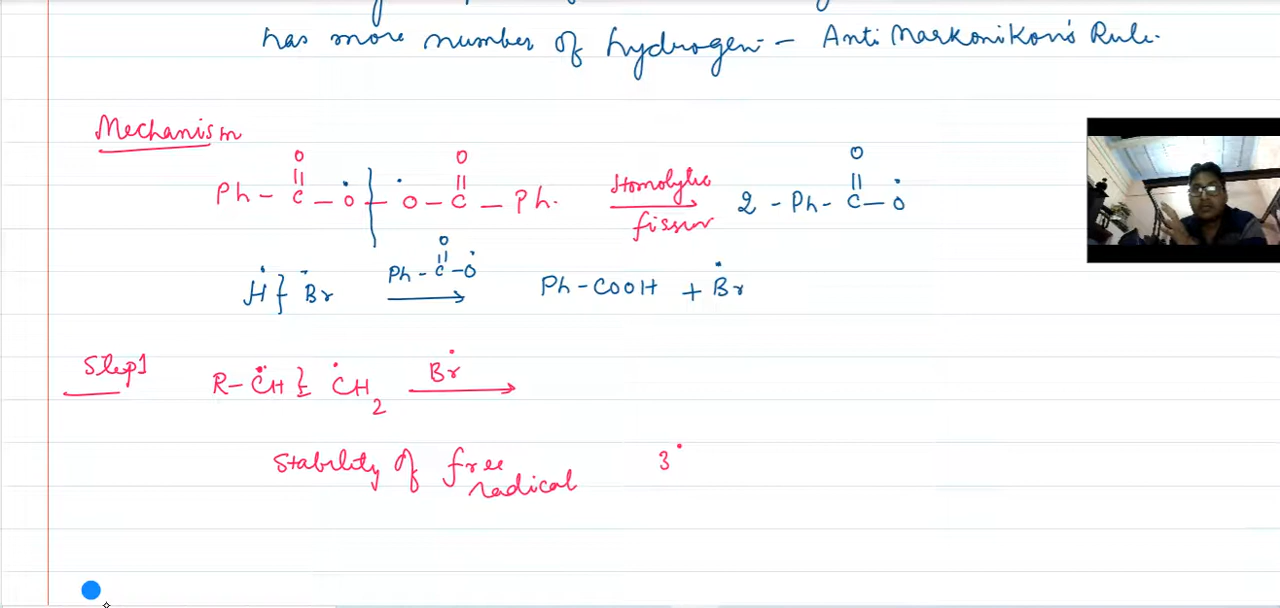 has more number of hydrogen - Anti Markonikon's Rule.
Mechanism
Ph - C(=O) - O• - •O - C(=O) - Ph. Homolytic fissur → 2 - Ph - C(=O) - O•
H• } •Br Ph - C(=O) - O• → Ph - COOH + Br•
Step1 R - CH } CH2 Br• →
Stability of free radical 3•